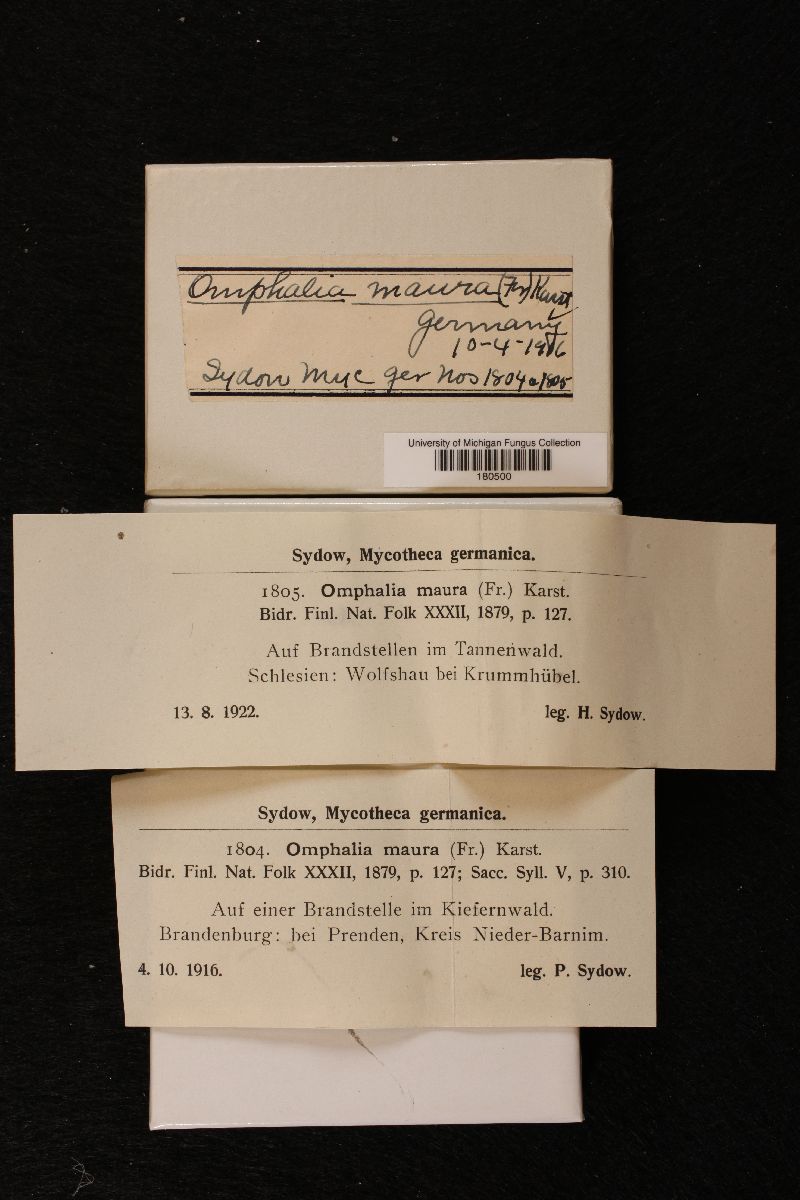 Omphalia maura (Fr) Karst
Germany
10-4-1916
Sydow Myc Ger Nos 1804 a 1805
University of Michigan Fungus Collection
180500
Sydow, Mycotheca germanica.
1805. Omphalia maura (Fr.) Karst.
Bidr. Finl. Nat. Folk XXXII, 1879, p. 127.
Auf Brandstellen im Tannenwald.
Schlesien: Wolfshau bei Krummhübel.
13. 8. 1922. leg. H. Sydow.
Sydow, Mycotheca germanica.
1804. Omphalia maura (Fr.) Karst.
Bidr. Finl. Nat. Folk XXXII, 1879, p. 127; Sacc. Syll. V, p. 310.
Auf einer Brandstelle im Kiefernwald.
Brandenburg: bei Prenden, Kreis Nieder-Barnim.
4. 10. 1916. leg. P. Sydow.